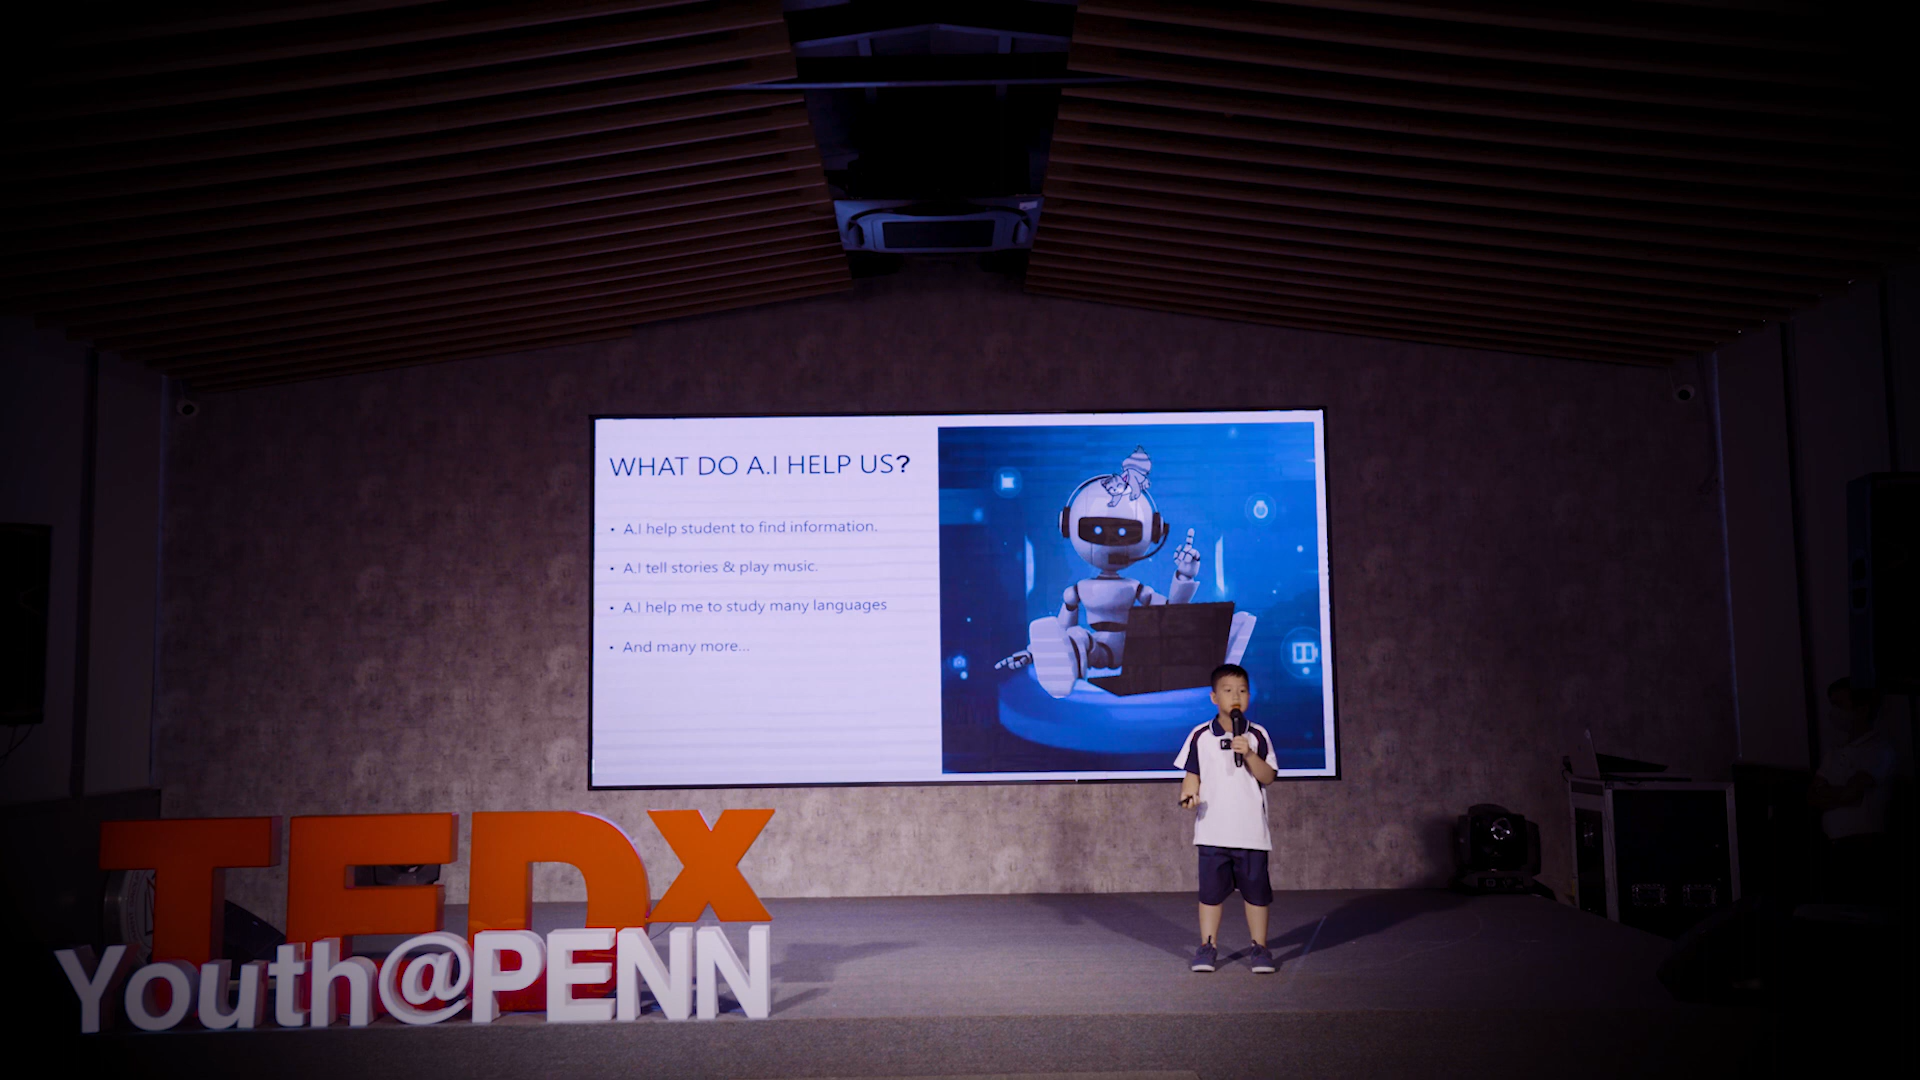 WHAT DO A.I HELP US?
• A.I help student to find information.
• A.I tell stories & play music.
• A.I help me to study many languages
• And many more...
TEDx
Youth@PENN